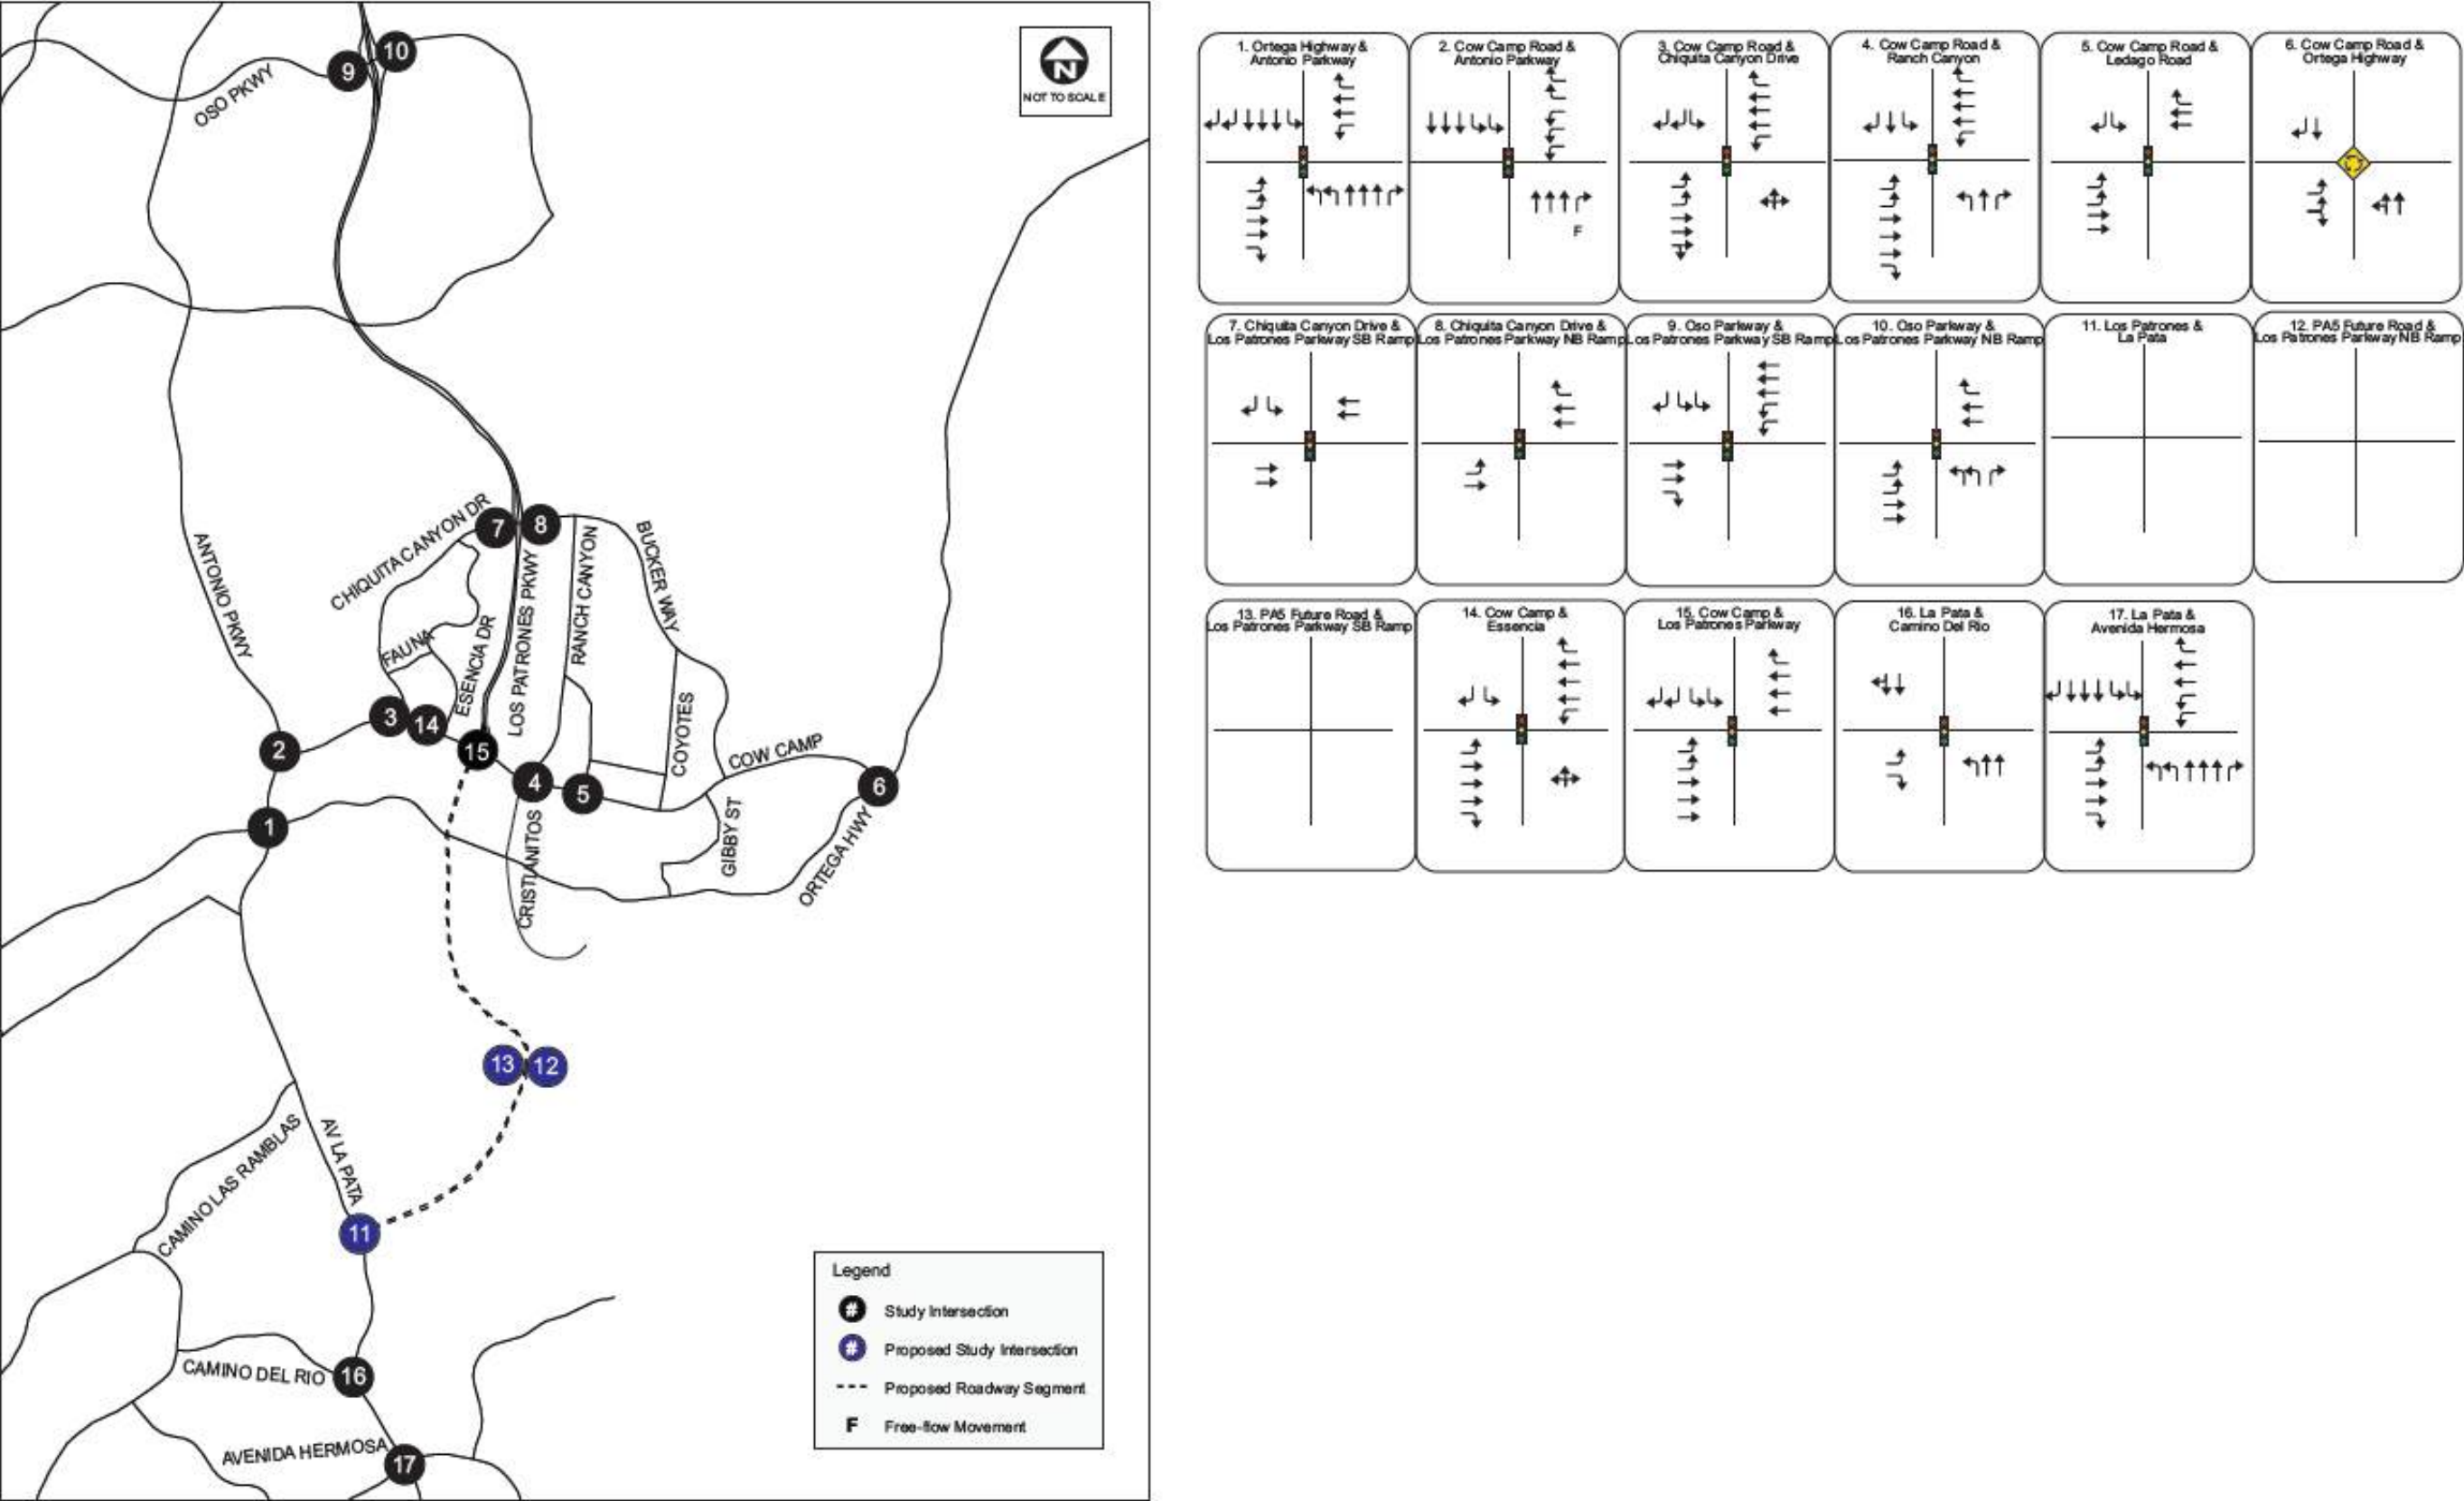 9
10
OSO PKWY
N
NOT TO SCALE
ANTONIO PKWY
CHIQUITA CANYON DR
7
8
LOS PATRONES PKWY
RANCH CANYON
BUCKER WAY
FAUNA
ESENCIA DR
COYOTES
3
14
15
2
4
5
COW CAMP
6
1
CRISTIANITOS
GIBBY ST
ORTEGA HWY
13
12
CAMINO LAS RAMBLAS
AV LA PATA
11
CAMINO DEL RIO
16
AVENIDA HERMOSA
17
Legend
# Study Intersection
# Proposed Study Intersection
Proposed Roadway Segment
F Free-flow Movement
1. Ortega Highway &
Antonio Parkway
2. Cow Camp Road &
Antonio Parkway
F
3. Cow Camp Road &
Chiquita Canyon Drive
4. Cow Camp Road &
Ranch Canyon
5. Cow Camp Road &
Ledago Road
6. Cow Camp Road &
Ortega Highway
7. Chiquita Canyon Drive &
Los Patrones Parkway SB Ramp
8. Chiquita Canyon Drive &
Los Patrones Parkway NB Ramp
9. Oso Parkway &
Los Patrones Parkway SB Ramp
10. Oso Parkway &
Los Patrones Parkway NB Ramp
11. Los Patrones &
La Pata
12. PA5 Future Road &
Los Patrones Parkway NB Ramp
13. PA5 Future Road &
Los Patrones Parkway SB Ramp
14. Cow Camp &
Essencia
15. Cow Camp &
Los Patrones Parkway
16. La Pata &
Camino Del Rio
17. La Pata &
Avenida Hermosa